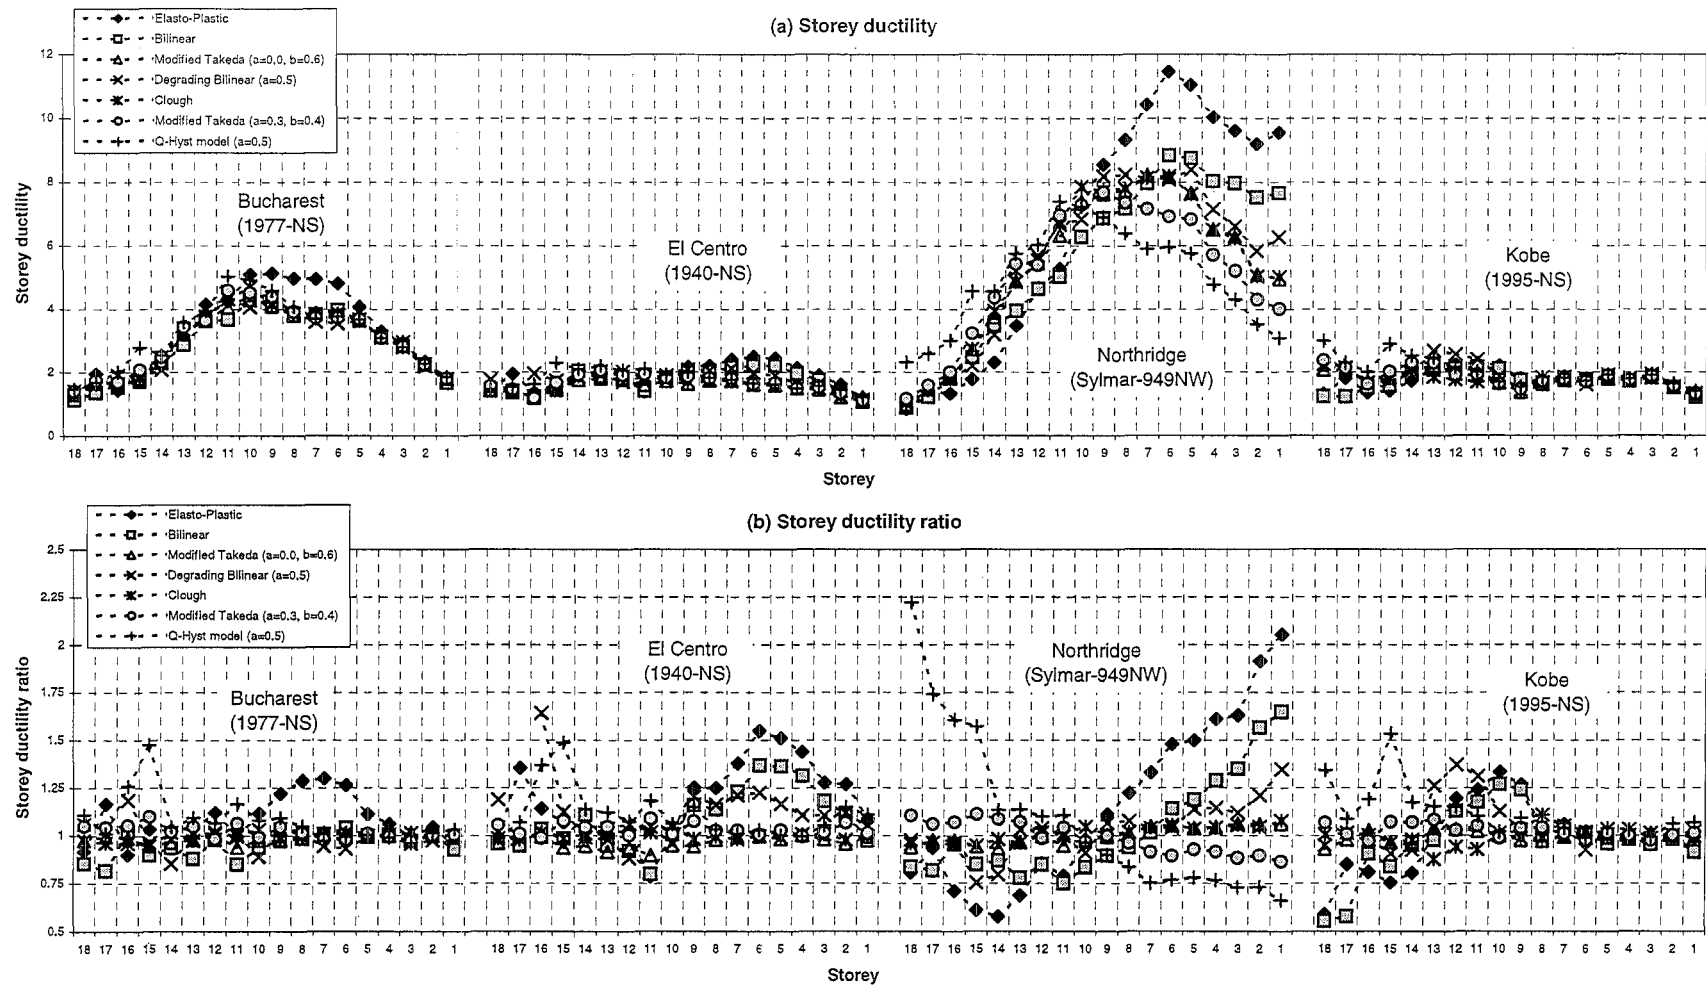 (a) Storey ductility
Elasto-Plastic
Bilinear
Modified Takeda (a=0.0, b=0.6)
Degrading Bilinear (a=0.5)
Clough
Modified Takeda (a=0.3, b=0.4)
Q-Hyst model (a=0.5)
Storey ductility
12
10
8
6
4
2
0
Bucharest
(1977-NS)
El Centro
(1940-NS)
Northridge
(Sylmar-949NW)
Kobe
(1995-NS)
18 17 16 15 14 13 12 11 10 9 8 7 6 5 4 3 2 1 18 17 16 15 14 13 12 11 10 9 8 7 6 5 4 3 2 1 18 17 16 15 14 13 12 11 10 9 8 7 6 5 4 3 2 1 18 17 16 15 14 13 12 11 10 9 8 7 6 5 4 3 2 1
Storey
(b) Storey ductility ratio
Elasto-Plastic
Bilinear
Modified Takeda (a=0.0, b=0.6)
Degrading Bilinear (a=0.5)
Clough
Modified Takeda (a=0.3, b=0.4)
Q-Hyst model (a=0.5)
Storey ductility ratio
2.5
2.25
2
1.75
1.5
1.25
1
0.75
0.5
Bucharest
(1977-NS)
El Centro
(1940-NS)
Northridge
(Sylmar-949NW)
Kobe
(1995-NS)
18 17 16 15 14 13 12 11 10 9 8 7 6 5 4 3 2 1 18 17 16 15 14 13 12 11 10 9 8 7 6 5 4 3 2 1 18 17 16 15 14 13 12 11 10 9 8 7 6 5 4 3 2 1 18 17 16 15 14 13 12 11 10 9 8 7 6 5 4 3 2 1
Storey